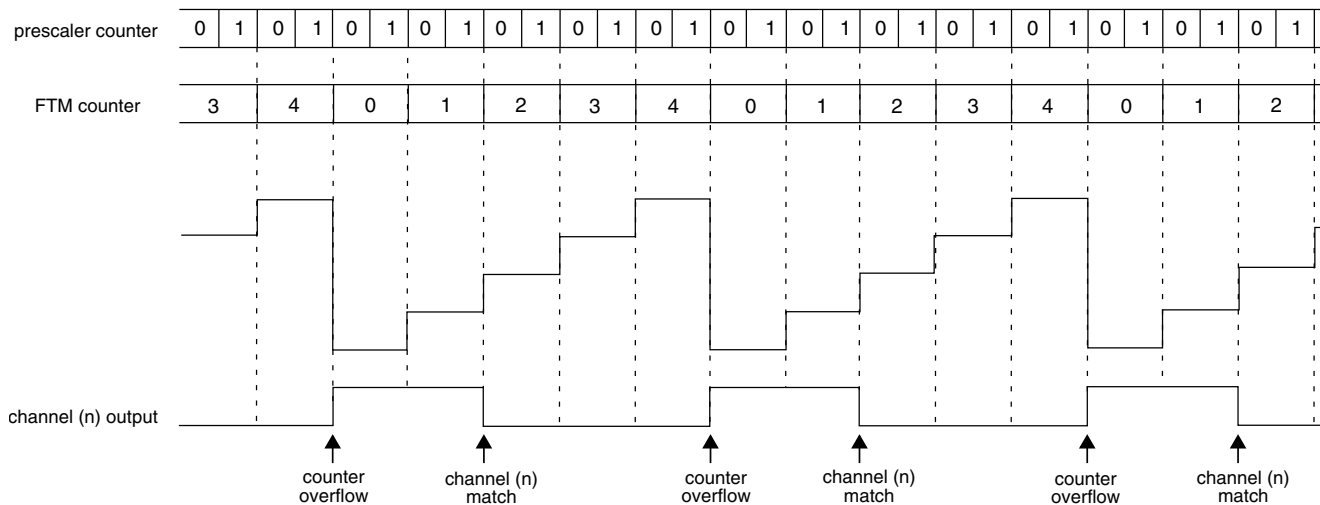 prescaler counter 0 1 0 1 0 1 0 1 0 1 0 1 0 1 0 1 0 1 0 1 0 1 0 1 0 1 0 1 0 1
FTM counter 3 4 0 1 2 3 4 0 1 2 3 4 0 1 2
channel (n) output
counter overflow
channel (n) match
counter overflow
channel (n) match
counter overflow
channel (n) match